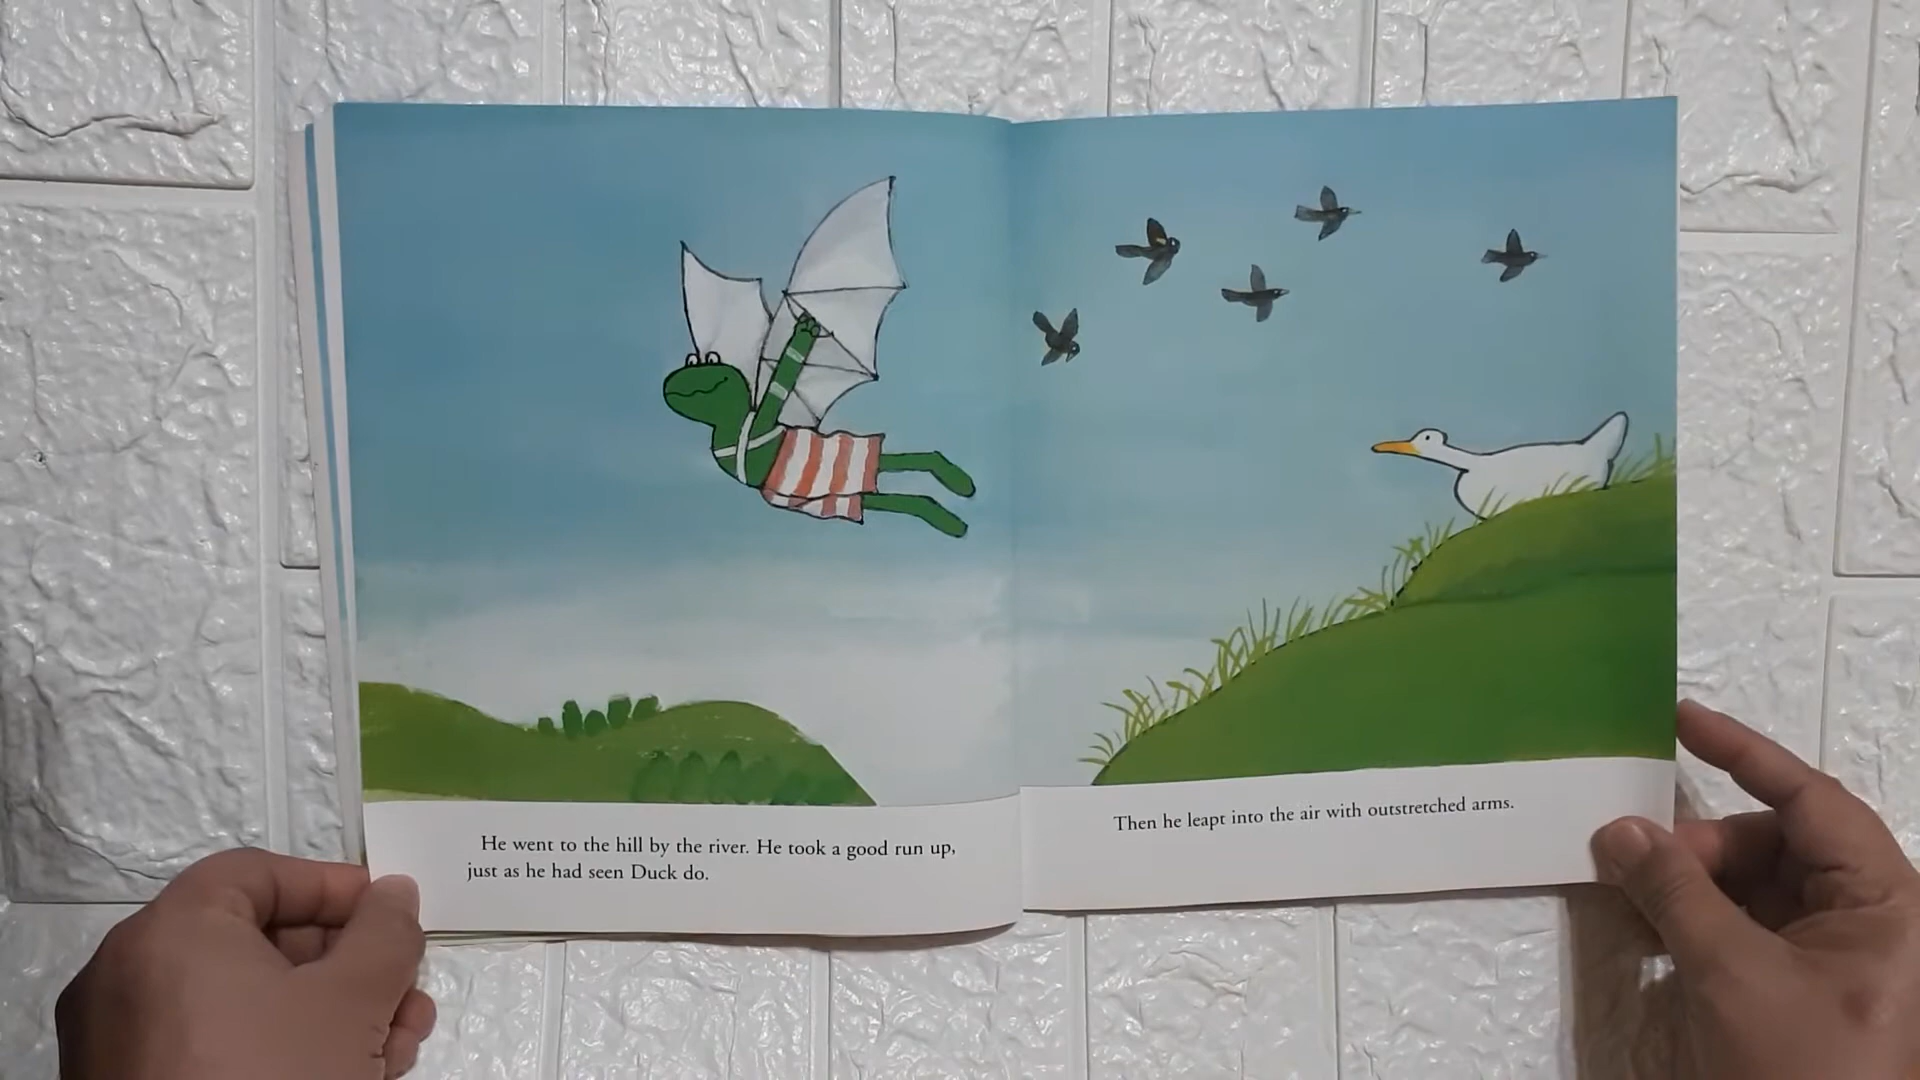 He went to the hill by the river. He took a good run up,
just as he had seen Duck do.
Then he leapt into the air with outstretched arms.